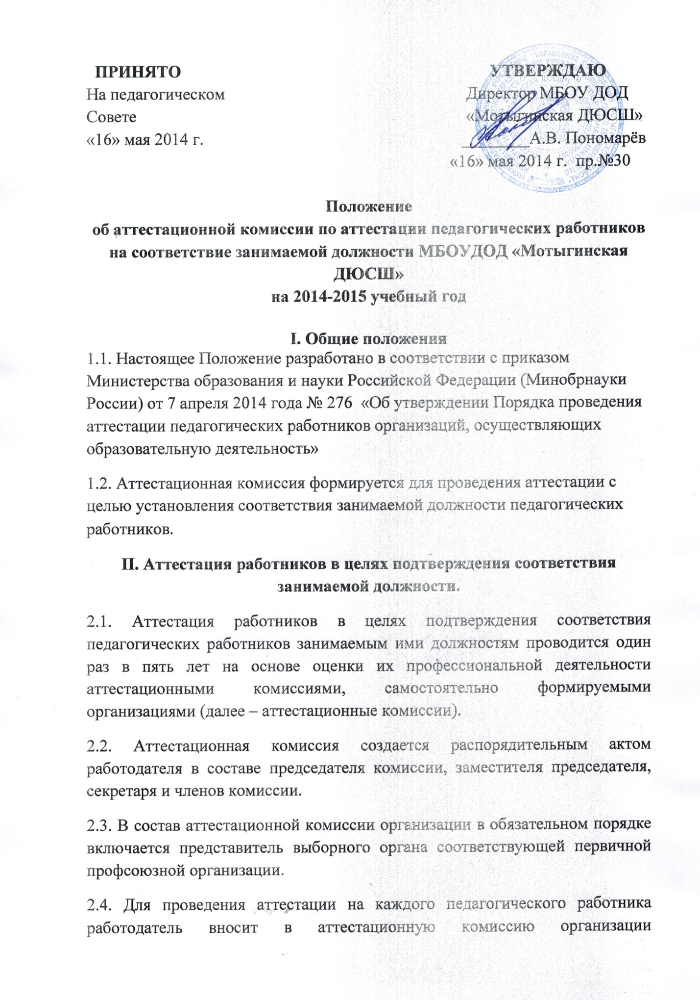 ПРИНЯТО
На педагогическом
Совете
«16» мая 2014 г.
УТВЕРЖДАЮ
Директор МБОУ ДОД
«Мотыгинская ДЮСШ»
________А.В. Пономарёв
«16» мая 2014 г. пр.№30
Положение
об аттестационной комиссии по аттестации педагогических работников
на соответствие занимаемой должности МБОУДОД «Мотыгинская
ДЮСШ»
на 2014-2015 учебный год
I. Общие положения
1.1. Настоящее Положение разработано в соответствии с приказом
Министерства образования и науки Российской Федерации (Минобрнауки
России) от 7 апреля 2014 года № 276 «Об утверждении Порядка проведения
аттестации педагогических работников организаций, осуществляющих
образовательную деятельность»
1.2. Аттестационная комиссия формируется для проведения аттестации с
целью установления соответствия занимаемой должности педагогических
работников.
II. Аттестация работников в целях подтверждения соответствия
занимаемой должности.
2.1. Аттестация работников в целях подтверждения соответствия
педагогических работников занимаемым ими должностям проводится один
раз в пять лет на основе оценки их профессиональной деятельности
аттестационными комиссиями, самостоятельно формируемыми
организациями (далее – аттестационные комиссии).
2.2. Аттестационная комиссия создается распорядительным актом
работодателя в составе председателя комиссии, заместителя председателя,
секретаря и членов комиссии.
2.3. В состав аттестационной комиссии организации в обязательном порядке
включается представитель выборного органа соответствующей первичной
профсоюзной организации.
2.4. Для проведения аттестации на каждого педагогического работника
работодатель вносит в аттестационную комиссию организации